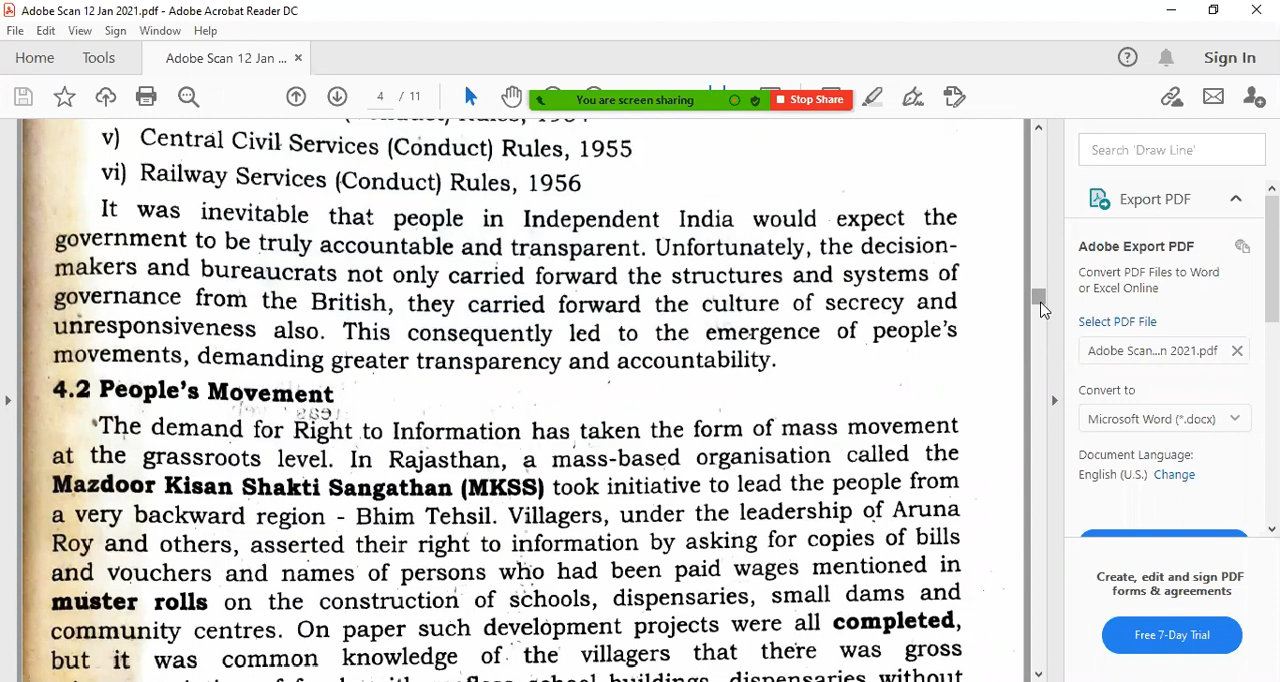 Adobe Scan 12 Jan 2021.pdf - Adobe Acrobat Reader DC
File Edit View Sign Window Help
Home Tools Adobe Scan 12 Jan ... × Sign In
4 / 11
You are screen sharing Stop Share
v) Central Civil Services (Conduct) Rules, 1955
vi) Railway Services (Conduct) Rules, 1956
It was inevitable that people in Independent India would expect the
government to be truly accountable and transparent. Unfortunately, the decision-
makers and bureaucrats not only carried forward the structures and systems of
governance from the British, they carried forward the culture of secrecy and
unresponsiveness also. This consequently led to the emergence of people's
movements, demanding greater transparency and accountability.
4.2 People's Movement
The demand for Right to Information has taken the form of mass movement
at the grassroots level. In Rajasthan, a mass-based organisation called the
Mazdoor Kisan Shakti Sangathan (MKSS) took initiative to lead the people from
a very backward region - Bhim Tehsil. Villagers, under the leadership of Aruna
Roy and others, asserted their right to information by asking for copies of bills
and vouchers and names of persons who had been paid wages mentioned in
muster rolls on the construction of schools, dispensaries, small dams and
community centres. On paper such development projects were all completed,
but it was common knowledge of the villagers that there was gross
school buildings, dispensaries without
Search 'Draw Line'
Export PDF
Adobe Export PDF
Convert PDF Files to Word
or Excel Online
Select PDF File
Adobe Scan...n 2021.pdf
Convert to
Microsoft Word (*.docx)
Document Language:
English (U.S.) Change
Create, edit and sign PDF
forms & agreements
Free 7-Day Trial